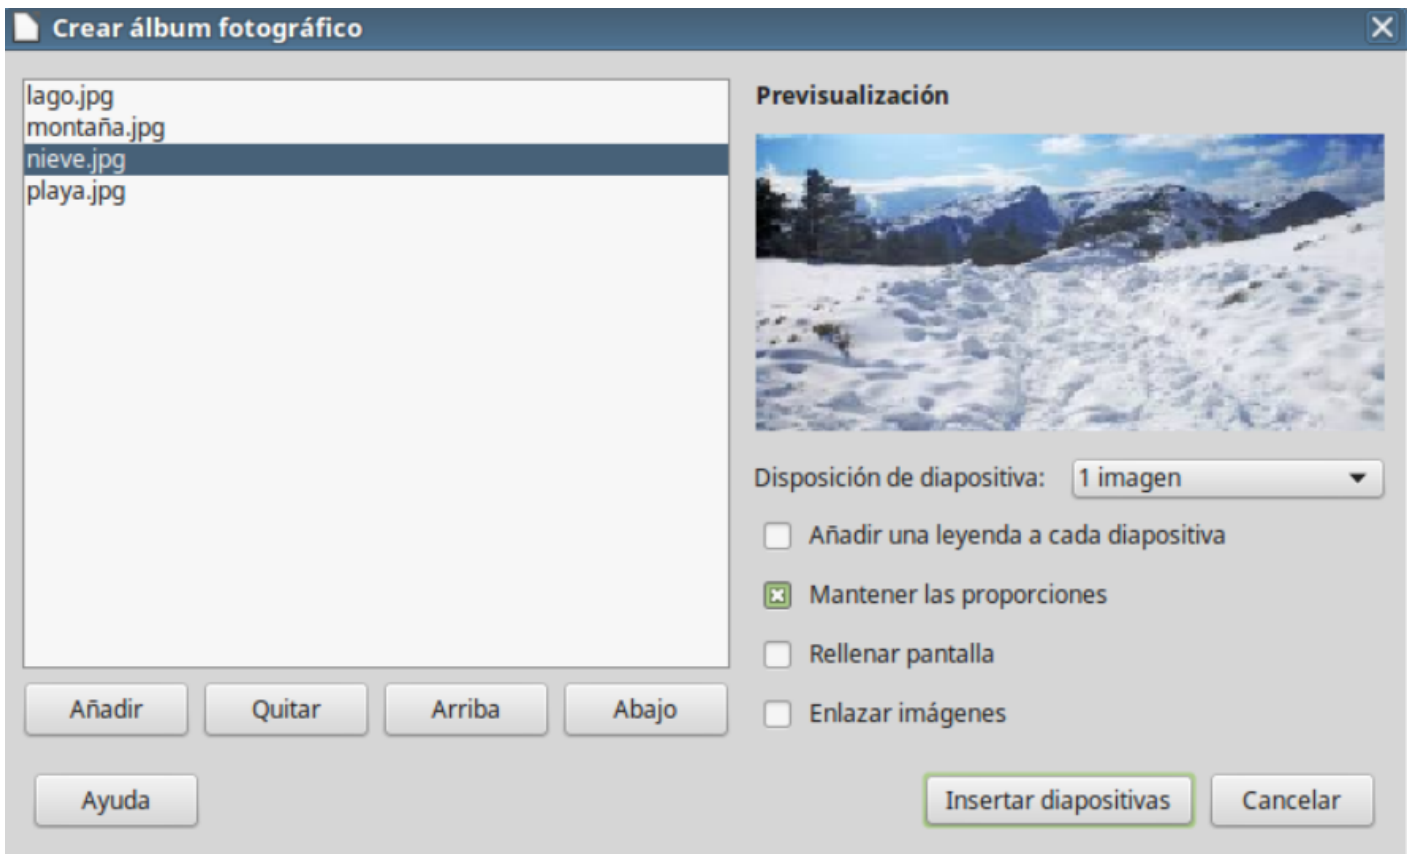 Crear álbum fotográfico
lago.jpg
montaña.jpg
nieve.jpg
playa.jpg
Añadir
Quitar
Arriba
Abajo
Previsualización
Disposición de diapositiva:
1 imagen
Añadir una leyenda a cada diapositiva
Mantener las proporciones
Rellenar pantalla
Enlazar imágenes
Ayuda
Insertar diapositivas
Cancelar